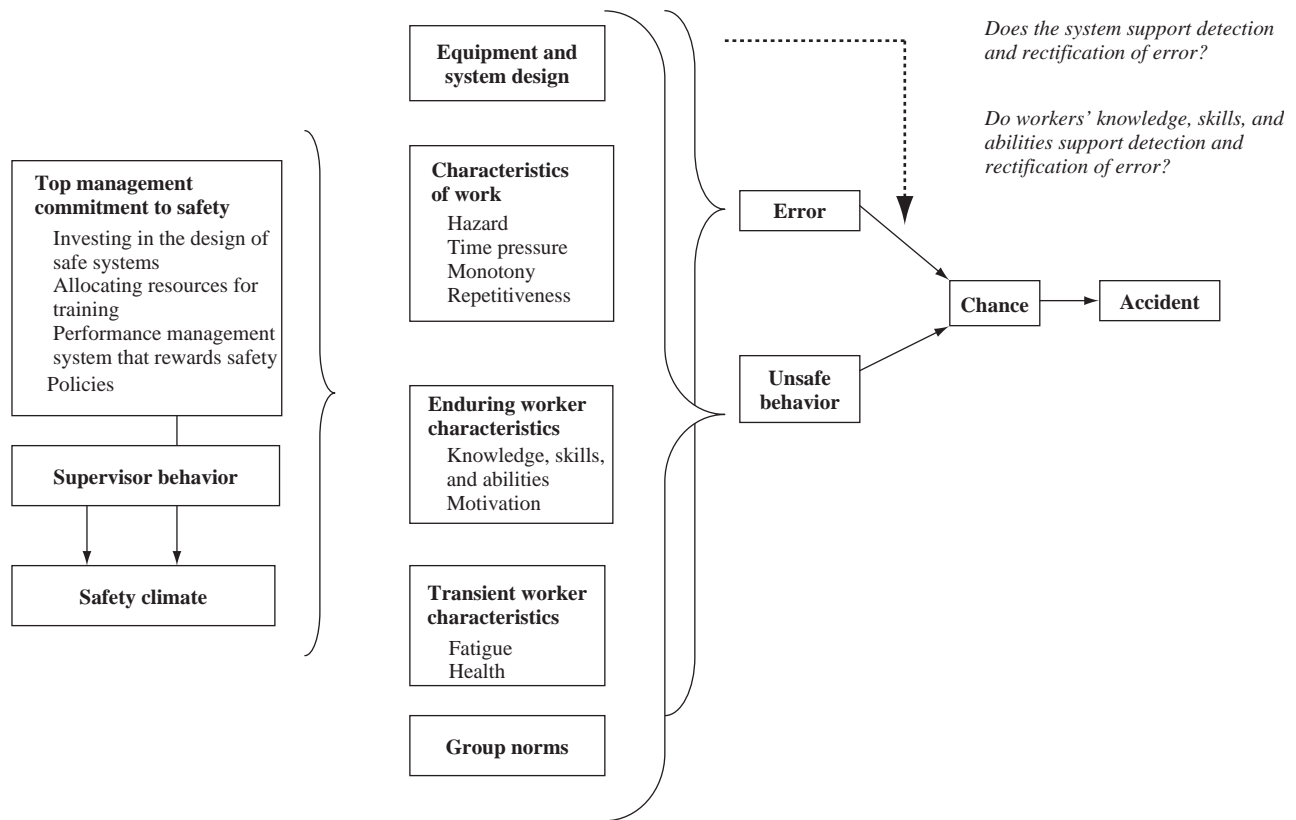 Top management
commitment to safety
Investing in the design of
safe systems
Allocating resources for
training
Performance management
system that rewards safety
Policies
Supervisor behavior
Safety climate
Equipment and
system design
Characteristics
of work
Hazard
Time pressure
Monotony
Repetitiveness
Enduring worker
characteristics
Knowledge, skills,
and abilities
Motivation
Transient worker
characteristics
Fatigue
Health
Group norms
Error
Unsafe
behavior
Chance
Accident
Does the system support detection
and rectification of error?
Do workers’ knowledge, skills, and
abilities support detection and
rectification of error?